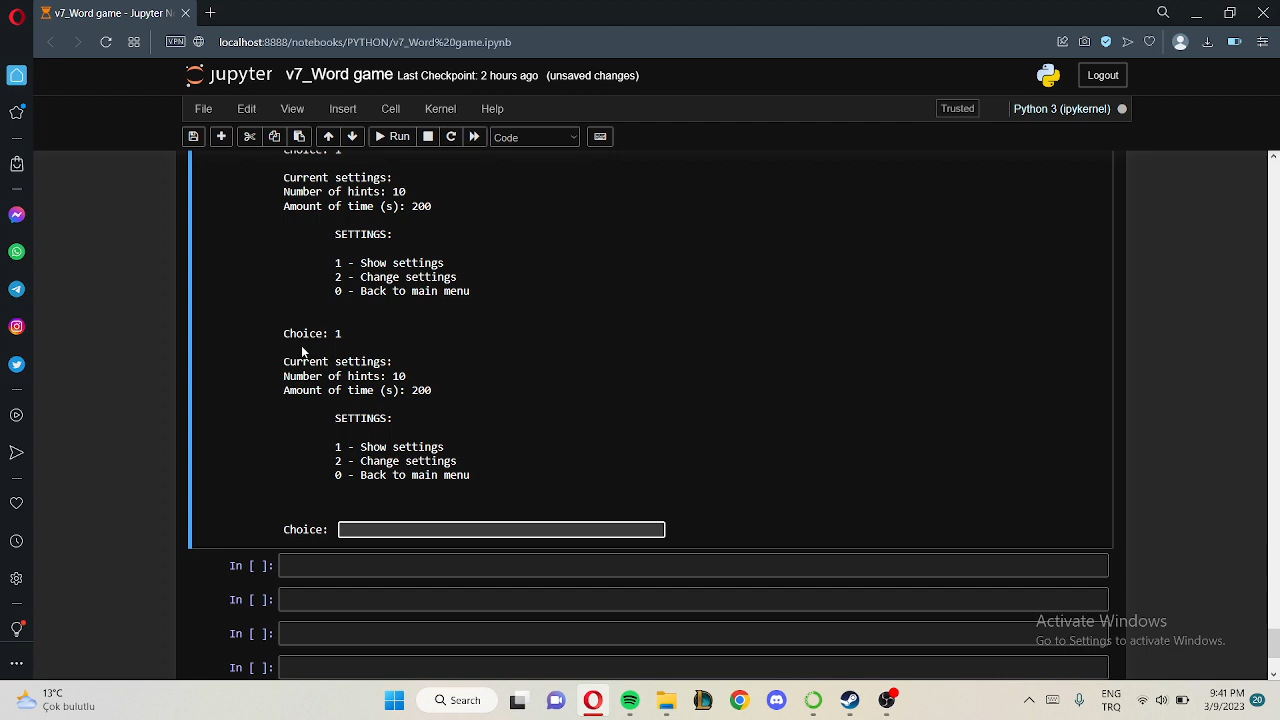 v7_Word game - Jupyter N
VPN
localhost:8888/notebooks/PYTHON/v7_Word%20game.ipynb
jupyter v7_Word game Last Checkpoint: 2 hours ago (unsaved changes)
Logout
File Edit View Insert Cell Kernel Help
Trusted
Python 3 (ipykernel)
Run
Code
Choice: 1
Current settings:
Number of hints: 10
Amount of time (s): 200
SETTINGS:
1 - Show settings
2 - Change settings
0 - Back to main menu
Choice: 1
Current settings:
Number of hints: 10
Amount of time (s): 200
SETTINGS:
1 - Show settings
2 - Change settings
0 - Back to main menu
Choice:
In [ ]:
In [ ]:
In [ ]:
In [ ]:
Activate Windows
Go to Settings to activate Windows.
13°C
Çok bulutlu
Search
ENG
TRQ
9:41 PM
3/9/2023
20